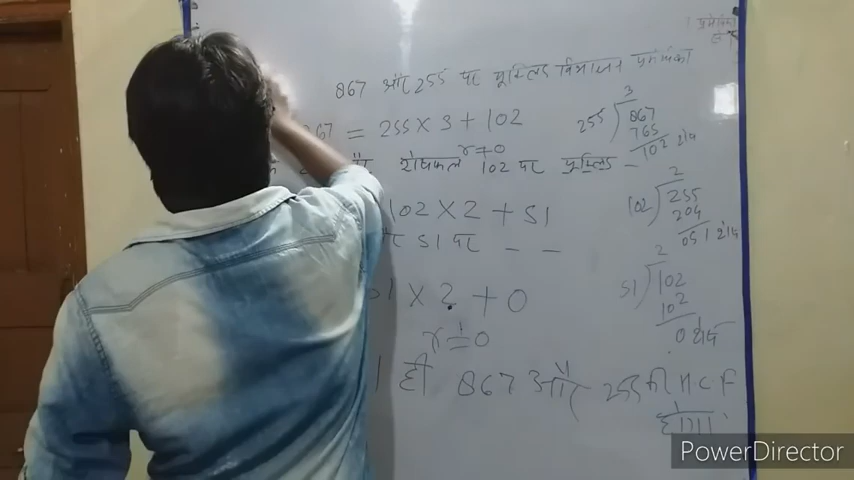 867 और 255 पर यूक्लिड विभाजन प्रमेयिका
67 = 255 X 3 + 102
r ≠ 0
शेषफल 102 पर यूक्लिड -
102 X 2 + 51
51 पर - -
X 2 + 0
r = 0
ही 867 और 255 की H C F
होगा
3
255 ) 867
765
102 शेष
2
102 ) 255
204
051 शेष
2
51 ) 102
102
0 शेष
PowerDirector